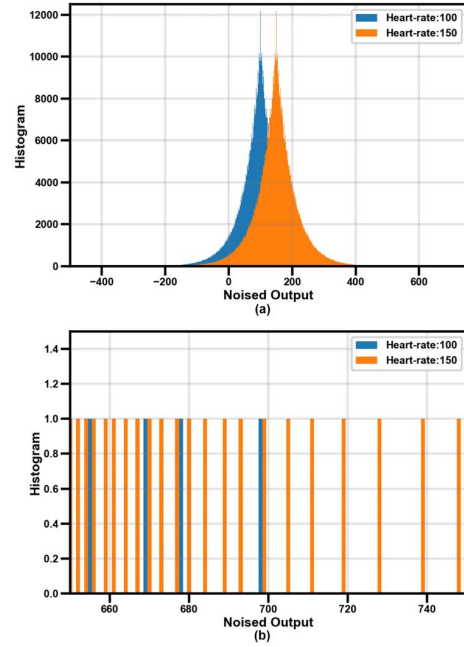 12000
10000
8000
6000
4000
2000
0
Histogram
Heart-rate:100
Heart-rate:150
−400 −200 0 200 400 600
Noised Output
(a)
1.4
1.2
1.0
0.8
0.6
0.4
0.2
0.0
Histogram
Heart-rate:100
Heart-rate:150
660 680 700 720 740
Noised Output
(b)